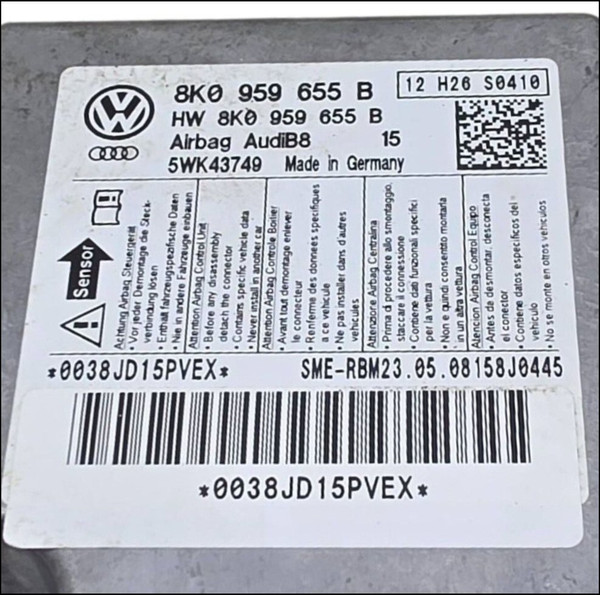 8K0 959 655 B
12 H26 S0410
HW 8K0 959 655 B
Airbag AudiB8 15
5WK43749 Made in Germany
Sensor
Achtung Airbag Steuergerät
• Vor jeder Demontage die Steck-
verbindung lösen
• Enthält fahrzeugspezifische Daten
• Nie in andere Fahrzeuge einbauen
Attention Airbag Control Unit
• Before any disassembly
detach the connector
• Contains specific vehicle data
• Never install in another car
Attention Airbag Controle Boitier
• Avant tout demontage enlever
le connecteur
• Renferme des donnees specifiques
a ce vehicule
• Ne pas installer dans d'autres
vehicules
Attenzione Airbag Centralina
• Prima di procedere allo smontaggio,
staccare il connessione
• Contiene dati funzionali specifici
per la vettura
• Non e quindi consentito montarla
in un altra vettura
Atencion Airbag Control Equipo
• Antes da desmontar, desconecta
el conector
• Contiene datos especificos del
vehiculo
• No se monte en otros vehiculos
*0038JD15PVEX* SME-RBM23.05.08158J0445
*0038JD15PVEX*